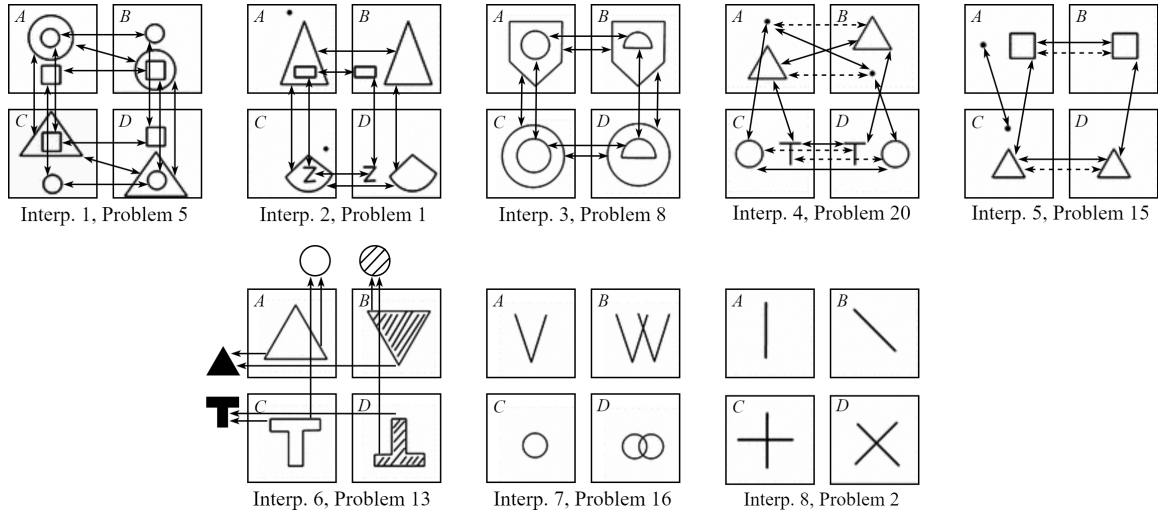 A B A B A B A B A B
C D C D C D C D C D
Interp. 1, Problem 5 Interp. 2, Problem 1 Interp. 3, Problem 8 Interp. 4, Problem 20 Interp. 5, Problem 15
A B A B A B
C D C D C D
Interp. 6, Problem 13 Interp. 7, Problem 16 Interp. 8, Problem 2